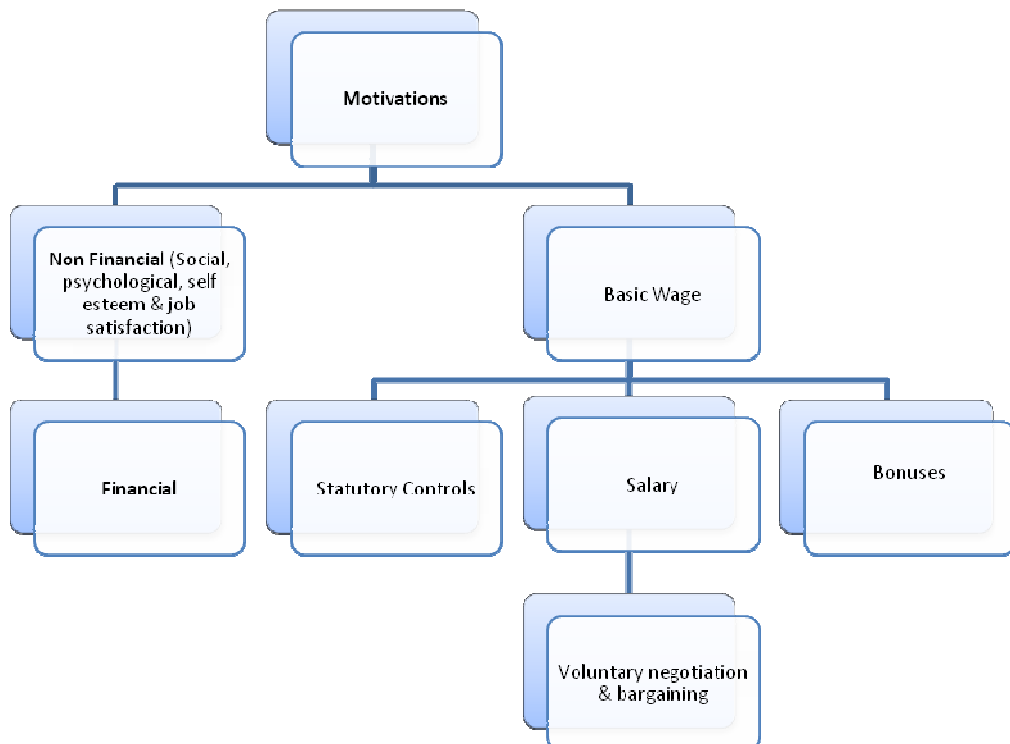 Motivations
Non Financial (Social,
psychological, self
esteem & job
satisfaction)
Basic Wage
Financial
Statutory Controls
Salary
Bonuses
Voluntary negotiation
& bargaining